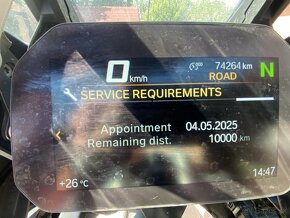 0 km/h 74264 km
ROAD N
SERVICE REQUIREMENTS
Appointment 04.05.2025
Remaining dist. 10000 km
+26 °C 14:47